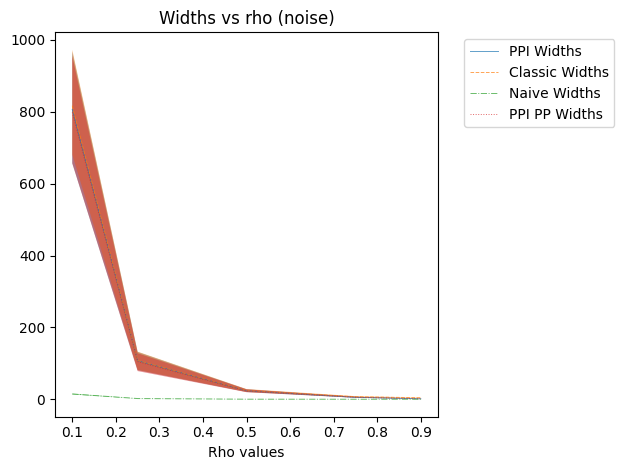 Widths vs rho (noise)
1000
800
600
400
200
0
0.1 0.2 0.3 0.4 0.5 0.6 0.7 0.8 0.9
Rho values
PPI Widths
Classic Widths
Naive Widths
PPI PP Widths